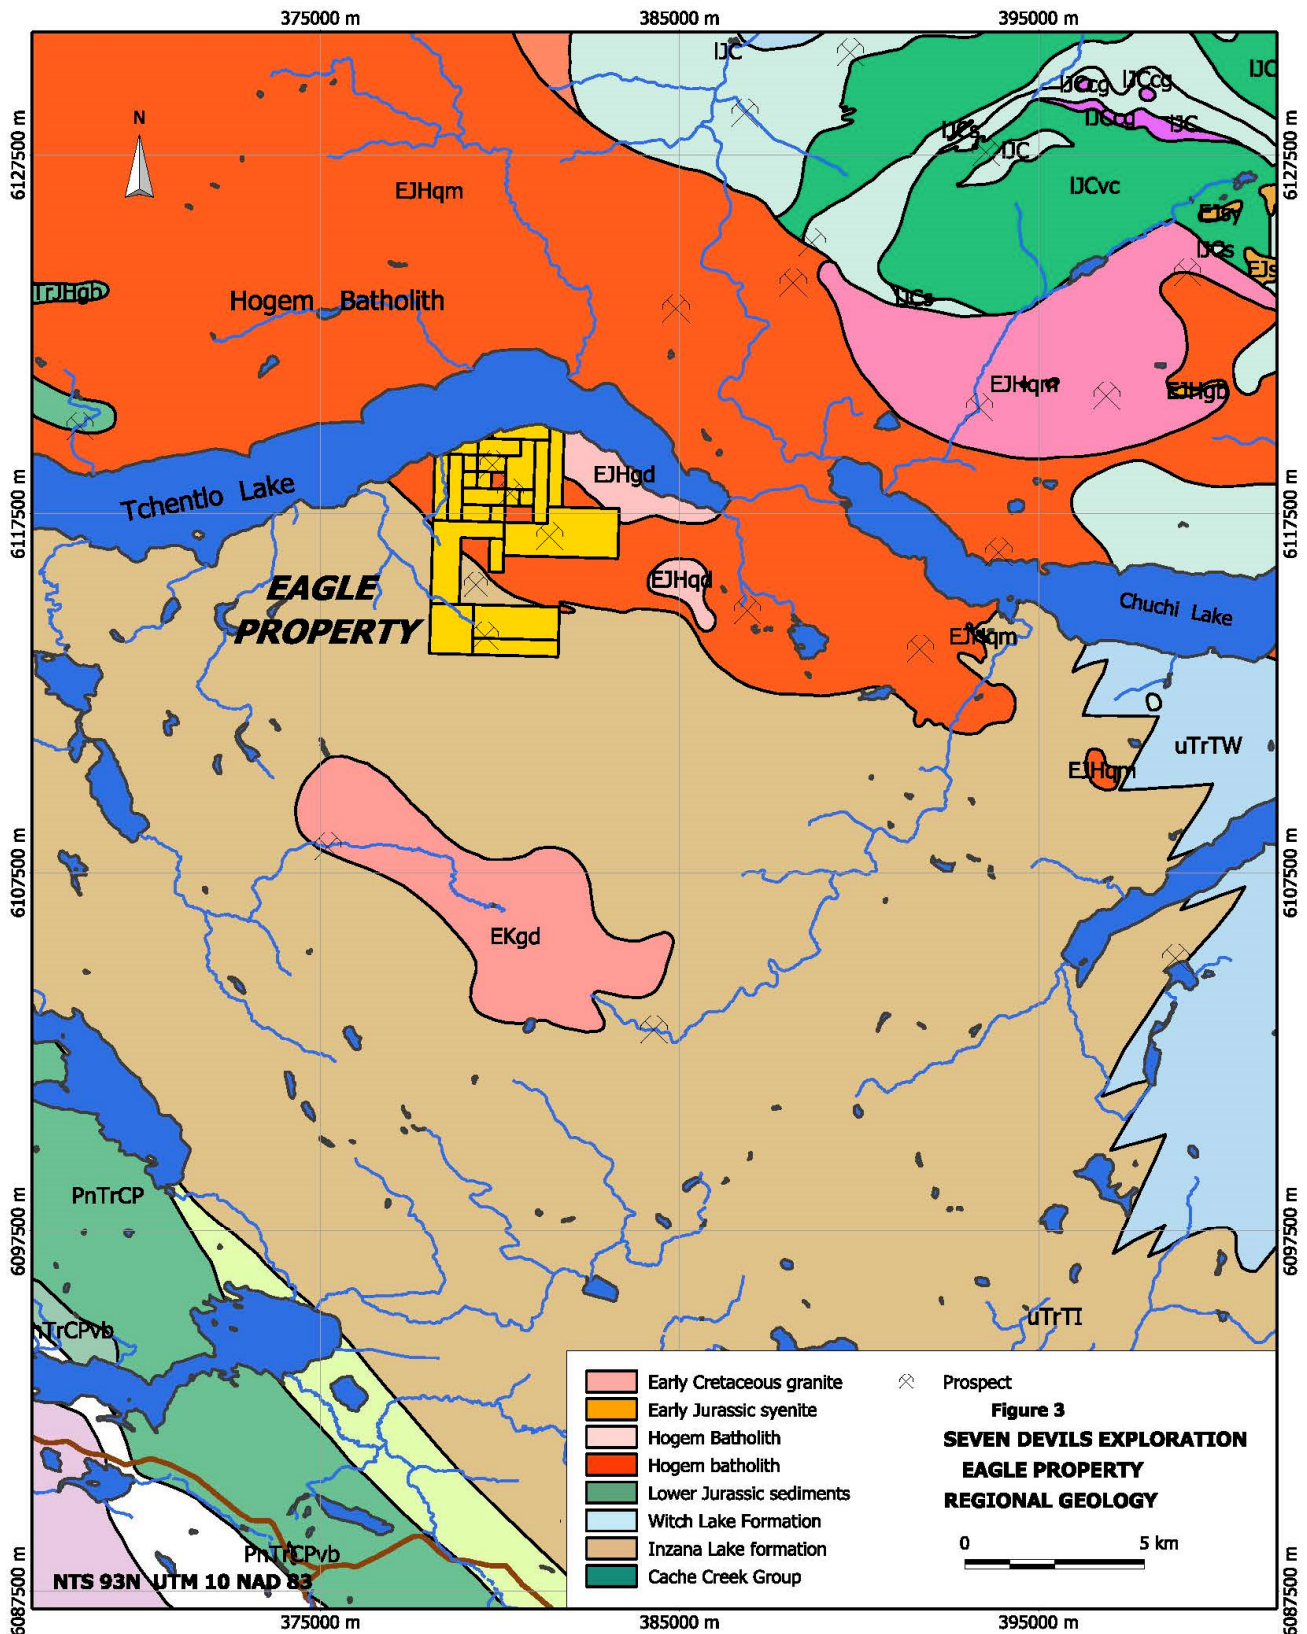 375000 m
385000 m
395000 m
lJC
lJC
lJCcg
lJCcg
lJCcg
lJC
lJCs
lJC
N
6127500 m
6127500 m
EJHqm
lJCvc
EJsy
lJCs
EJs
TrJHgb
Hogem Batholith
lJCs
EJHqm
EJHgb
EJHgd
Tchentlo Lake
6117500 m
6117500 m
EAGLE
PROPERTY
EJHqd
Chuchi Lake
EJHqm
uTrTW
EJHqm
6107500 m
6107500 m
EKgd
PnTrCP
6097500 m
6097500 m
nTrCPvb
uTrTI
Early Cretaceous granite
Early Jurassic syenite
Hogem Batholith
Hogem batholith
Lower Jurassic sediments
Witch Lake Formation
Inzana Lake formation
Cache Creek Group
Prospect
Figure 3
SEVEN DEVILS EXPLORATION
EAGLE PROPERTY
REGIONAL GEOLOGY
0 5 km
PnTrCPvb
NTS 93N UTM 10 NAD 83
6087500 m
6087500 m
375000 m
385000 m
395000 m